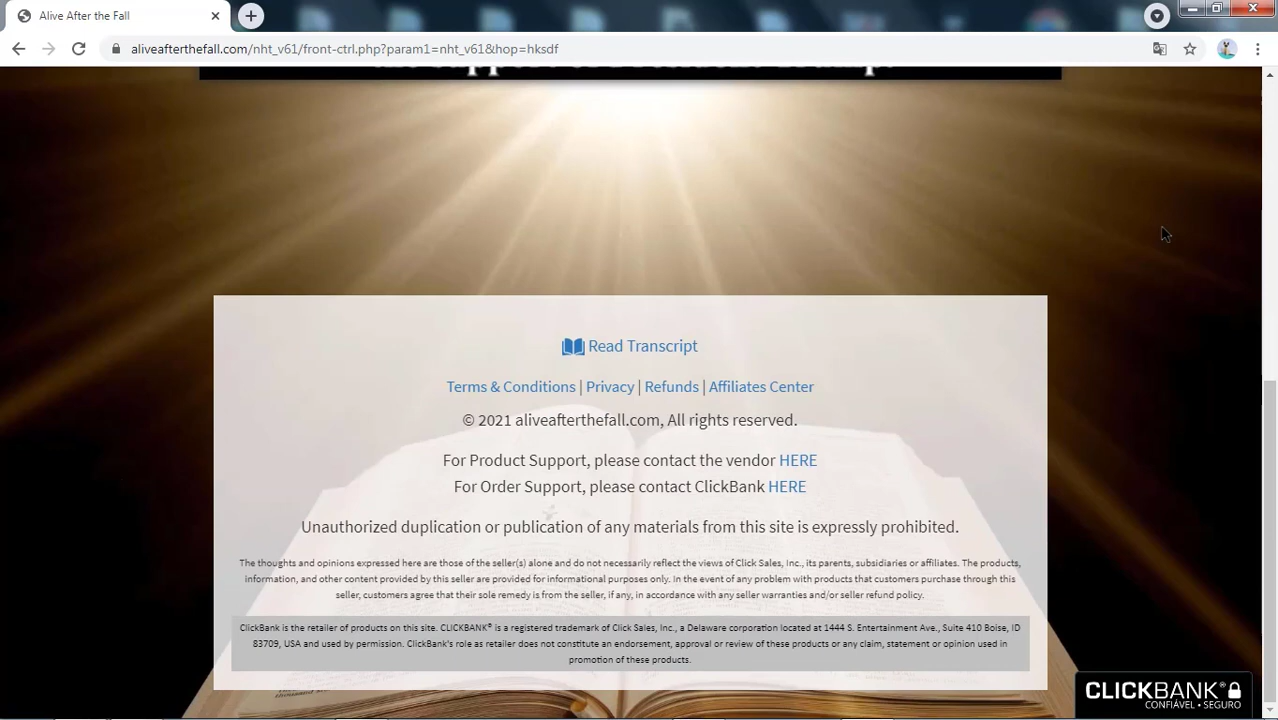 Alive After the Fall
aliveafterthefall.com/nht_v61/front-ctrl.php?param1=nht_v61&hop=hksdf
Read Transcript
Terms & Conditions | Privacy | Refunds | Affiliates Center
© 2021 aliveafterthefall.com, All rights reserved.
For Product Support, please contact the vendor HERE
For Order Support, please contact ClickBank HERE
Unauthorized duplication or publication of any materials from this site is expressly prohibited.
The thoughts and opinions expressed here are those of the seller(s) alone and do not necessarily reflect the views of Click Sales, Inc., its parents, subsidiaries or affiliates. The products,
information, and other content provided by this seller are provided for informational purposes only. In the event of any problem with products that customers purchase through this
seller, customers agree that their sole remedy is from the seller, if any, in accordance with any seller warranties and/or seller refund policy.
ClickBank is the retailer of products on this site. CLICKBANK® is a registered trademark of Click Sales, Inc., a Delaware corporation located at 1444 S. Entertainment Ave., Suite 410 Boise, ID
83709, USA and used by permission. ClickBank's role as retailer does not constitute an endorsement, approval or review of these products or any claim, statement or opinion used in
promotion of these products.
CLICKBANK®
CONFIÁVEL • SEGURO